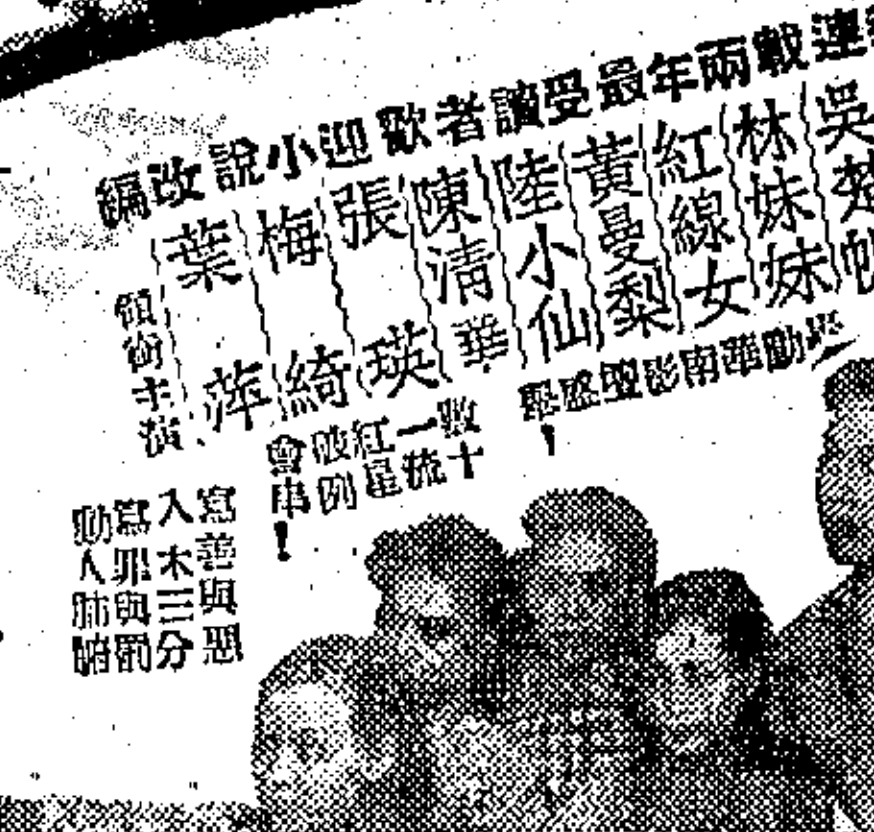 連載兩年最受讀者歡迎小說改編
吳楚帆
林妹妹
紅線女
黃曼梨
陸小仙
陳清華
張瑛
梅綺
葉萍
領銜主演
動華南影壇盛舉！
數十
一流
紅星
破例
會串！
寫善與惡
入木三分
寫罪與罰
動人肺腑